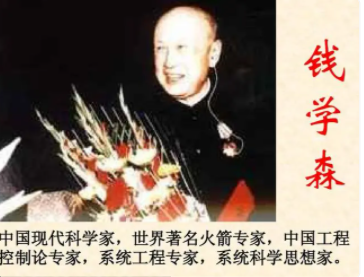 钱学森
中国现代科学家，世界著名火箭专家，中国工程
控制论专家，系统工程专家，系统科学思想家。